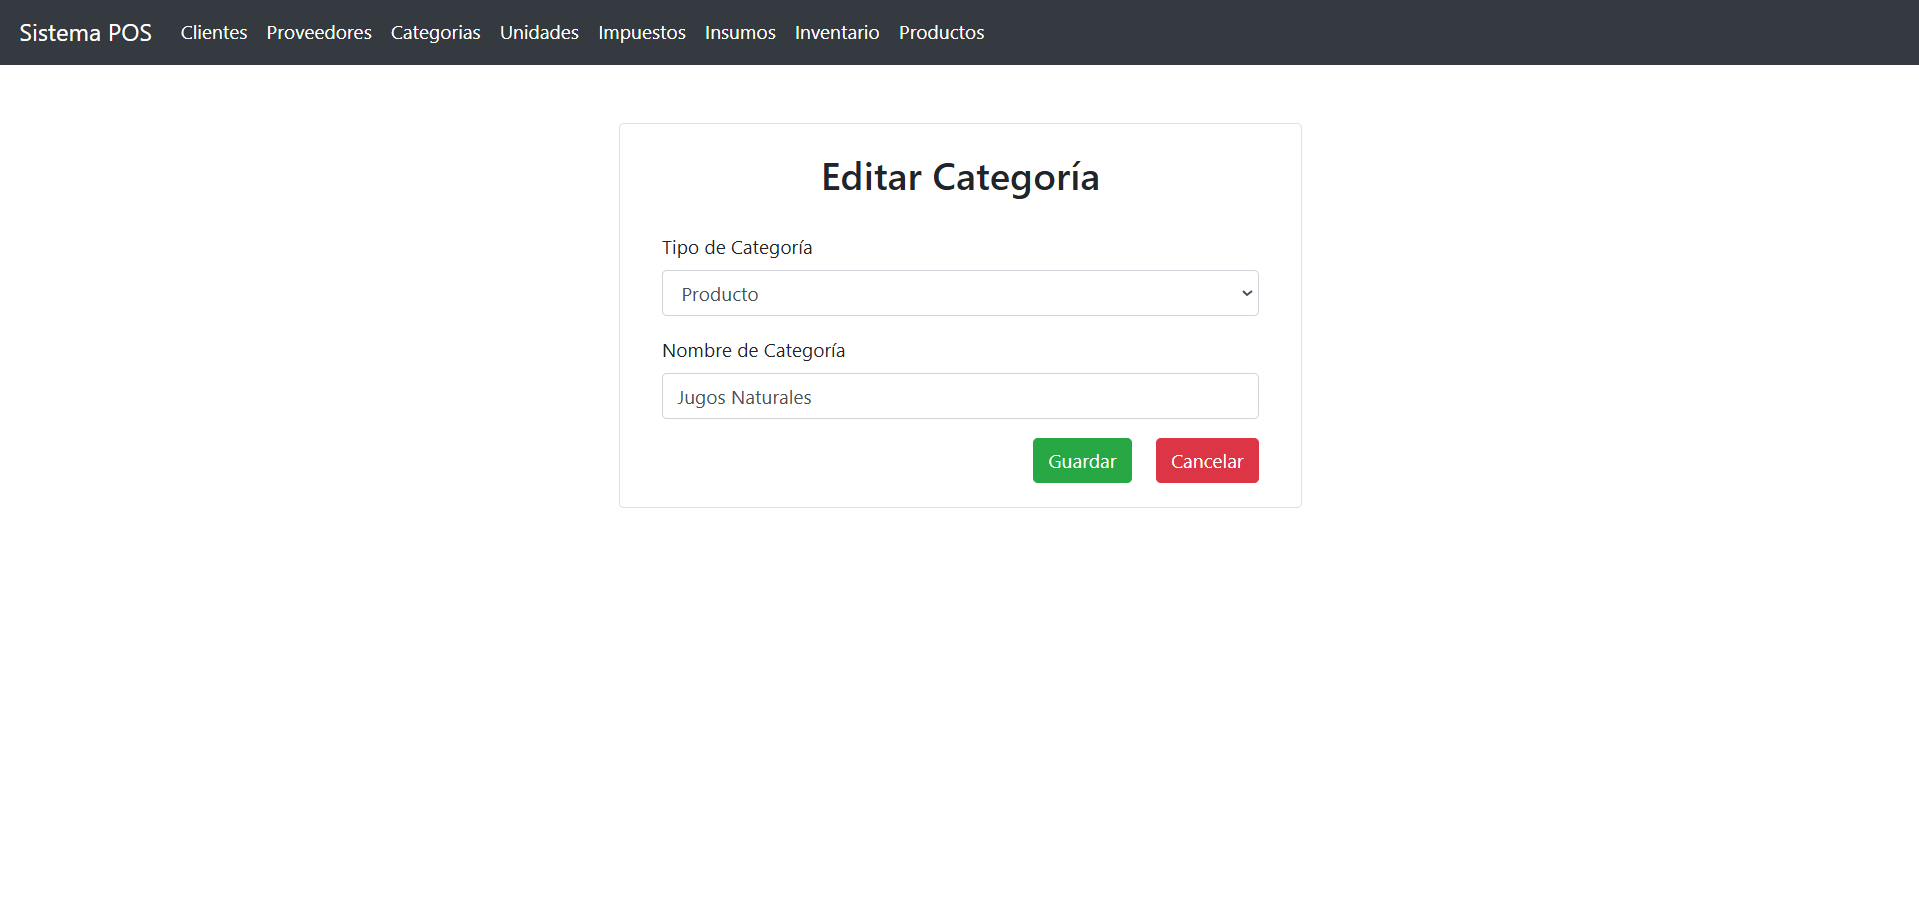 Sistema POS Clientes Proveedores Categorias Unidades Impuestos Insumos Inventario Productos
Editar Categoría
Tipo de Categoría
Producto
Nombre de Categoría
Jugos Naturales
Guardar Cancelar